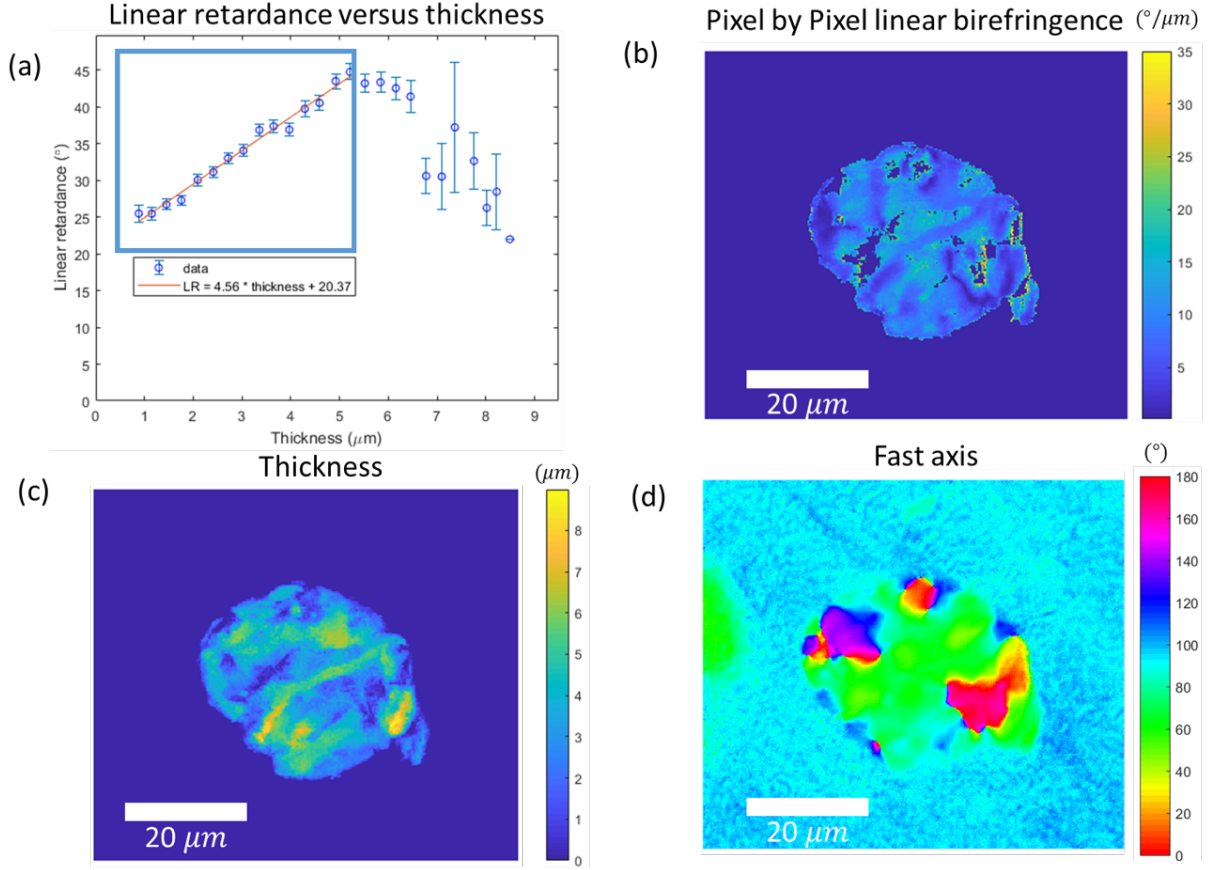 Linear retardance versus thickness
(a)
Linear retardance (°)
45
40
35
30
25
20
15
10
5
0
data
LR = 4.56 * thickness + 20.37
0 1 2 3 4 5 6 7 8 9
Thickness (μm)
Pixel by Pixel linear birefringence (°/μm)
(b)
35
30
25
20
15
10
5
20 μm
Thickness
(μm)
(c)
8
7
6
5
4
3
2
1
0
20 μm
Fast axis
(°)
(d)
180
160
140
120
100
80
60
40
20
0
20 μm